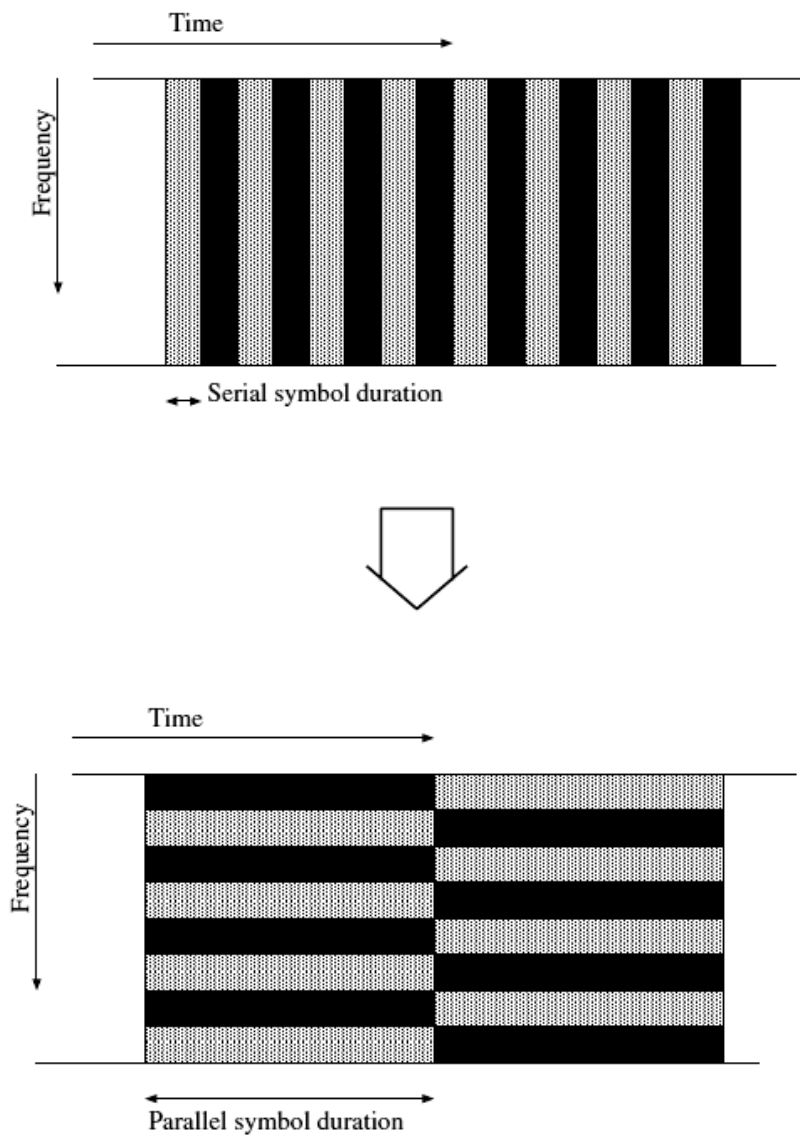 Time
Frequency
Serial symbol duration
Time
Frequency
Parallel symbol duration